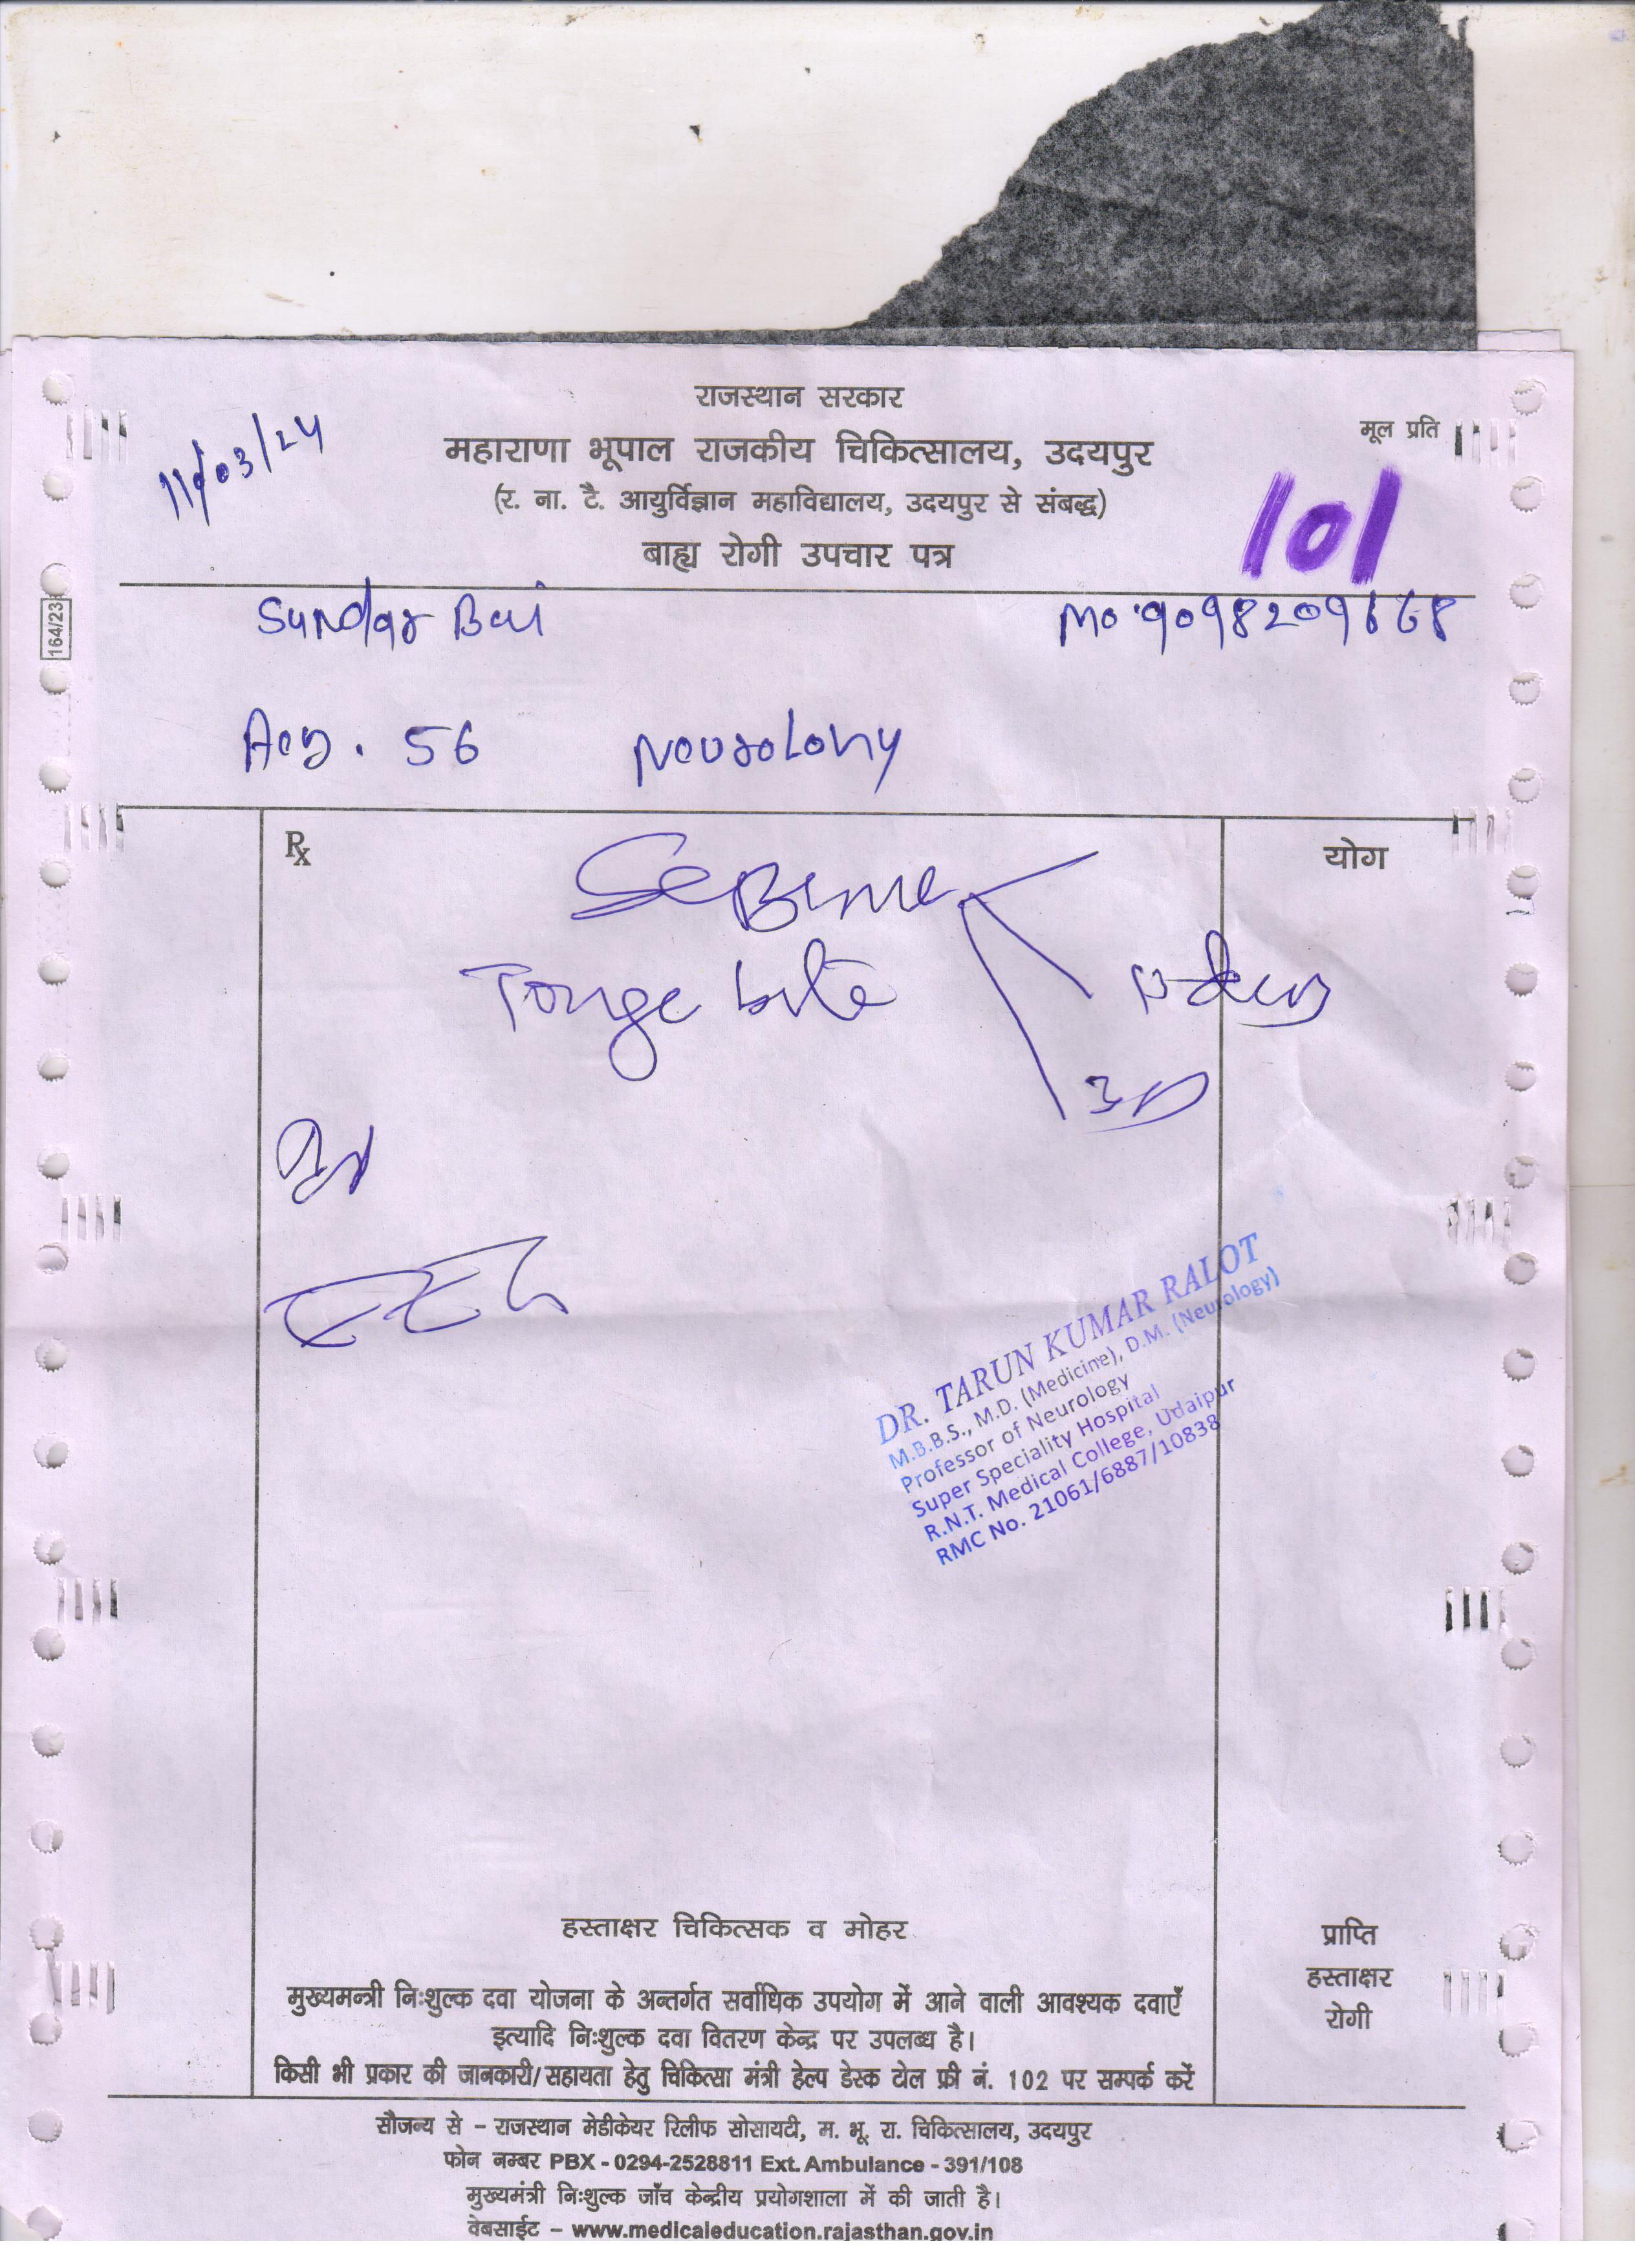 राजस्थान सरकार
मूल प्रति
11/03/24
महाराणा भूपाल राजकीय चिकित्सालय, उदयपुर
(र. ना. टै. आयुर्विज्ञान महाविद्यालय, उदयपुर से संबद्ध)
101
बाह्य रोगी उपचार पत्र
164/23
Sundar Bai
Mo. 9098209668
56
Rx
योग
Tonge bite
3D
DR. TARUN KUMAR RALOT
M.B.B.S., M.D. (Medicine), D.M. (Neurology)
Professor of Neurology
Super Speciality Hospital
R.N.T. Medical College, Udaipur
RMC No. 21061/6887/10838
हस्ताक्षर चिकित्सक व मोहर
प्राप्ति
हस्ताक्षर
रोगी
मुख्यमन्त्री निःशुल्क दवा योजना के अन्तर्गत सर्वाधिक उपयोग में आने वाली आवश्यक दवाएँ
इत्यादि निःशुल्क दवा वितरण केन्द्र पर उपलब्ध है।
किसी भी प्रकार की जानकारी/सहायता हेतु चिकित्सा मंत्री हेल्प डेस्क टोल फ्री नं. 102 पर सम्पर्क करें
सौजन्य से – राजस्थान मेडीकेयर रिलीफ सोसायटी, म. भू. रा. चिकित्सालय, उदयपुर
फोन नम्बर PBX - 0294-2528811 Ext. Ambulance - 391/108
मुख्यमंत्री निःशुल्क जाँच केन्द्रीय प्रयोगशाला में की जाती है।
वेबसाईट – www.medicaleducation.rajasthan.gov.in